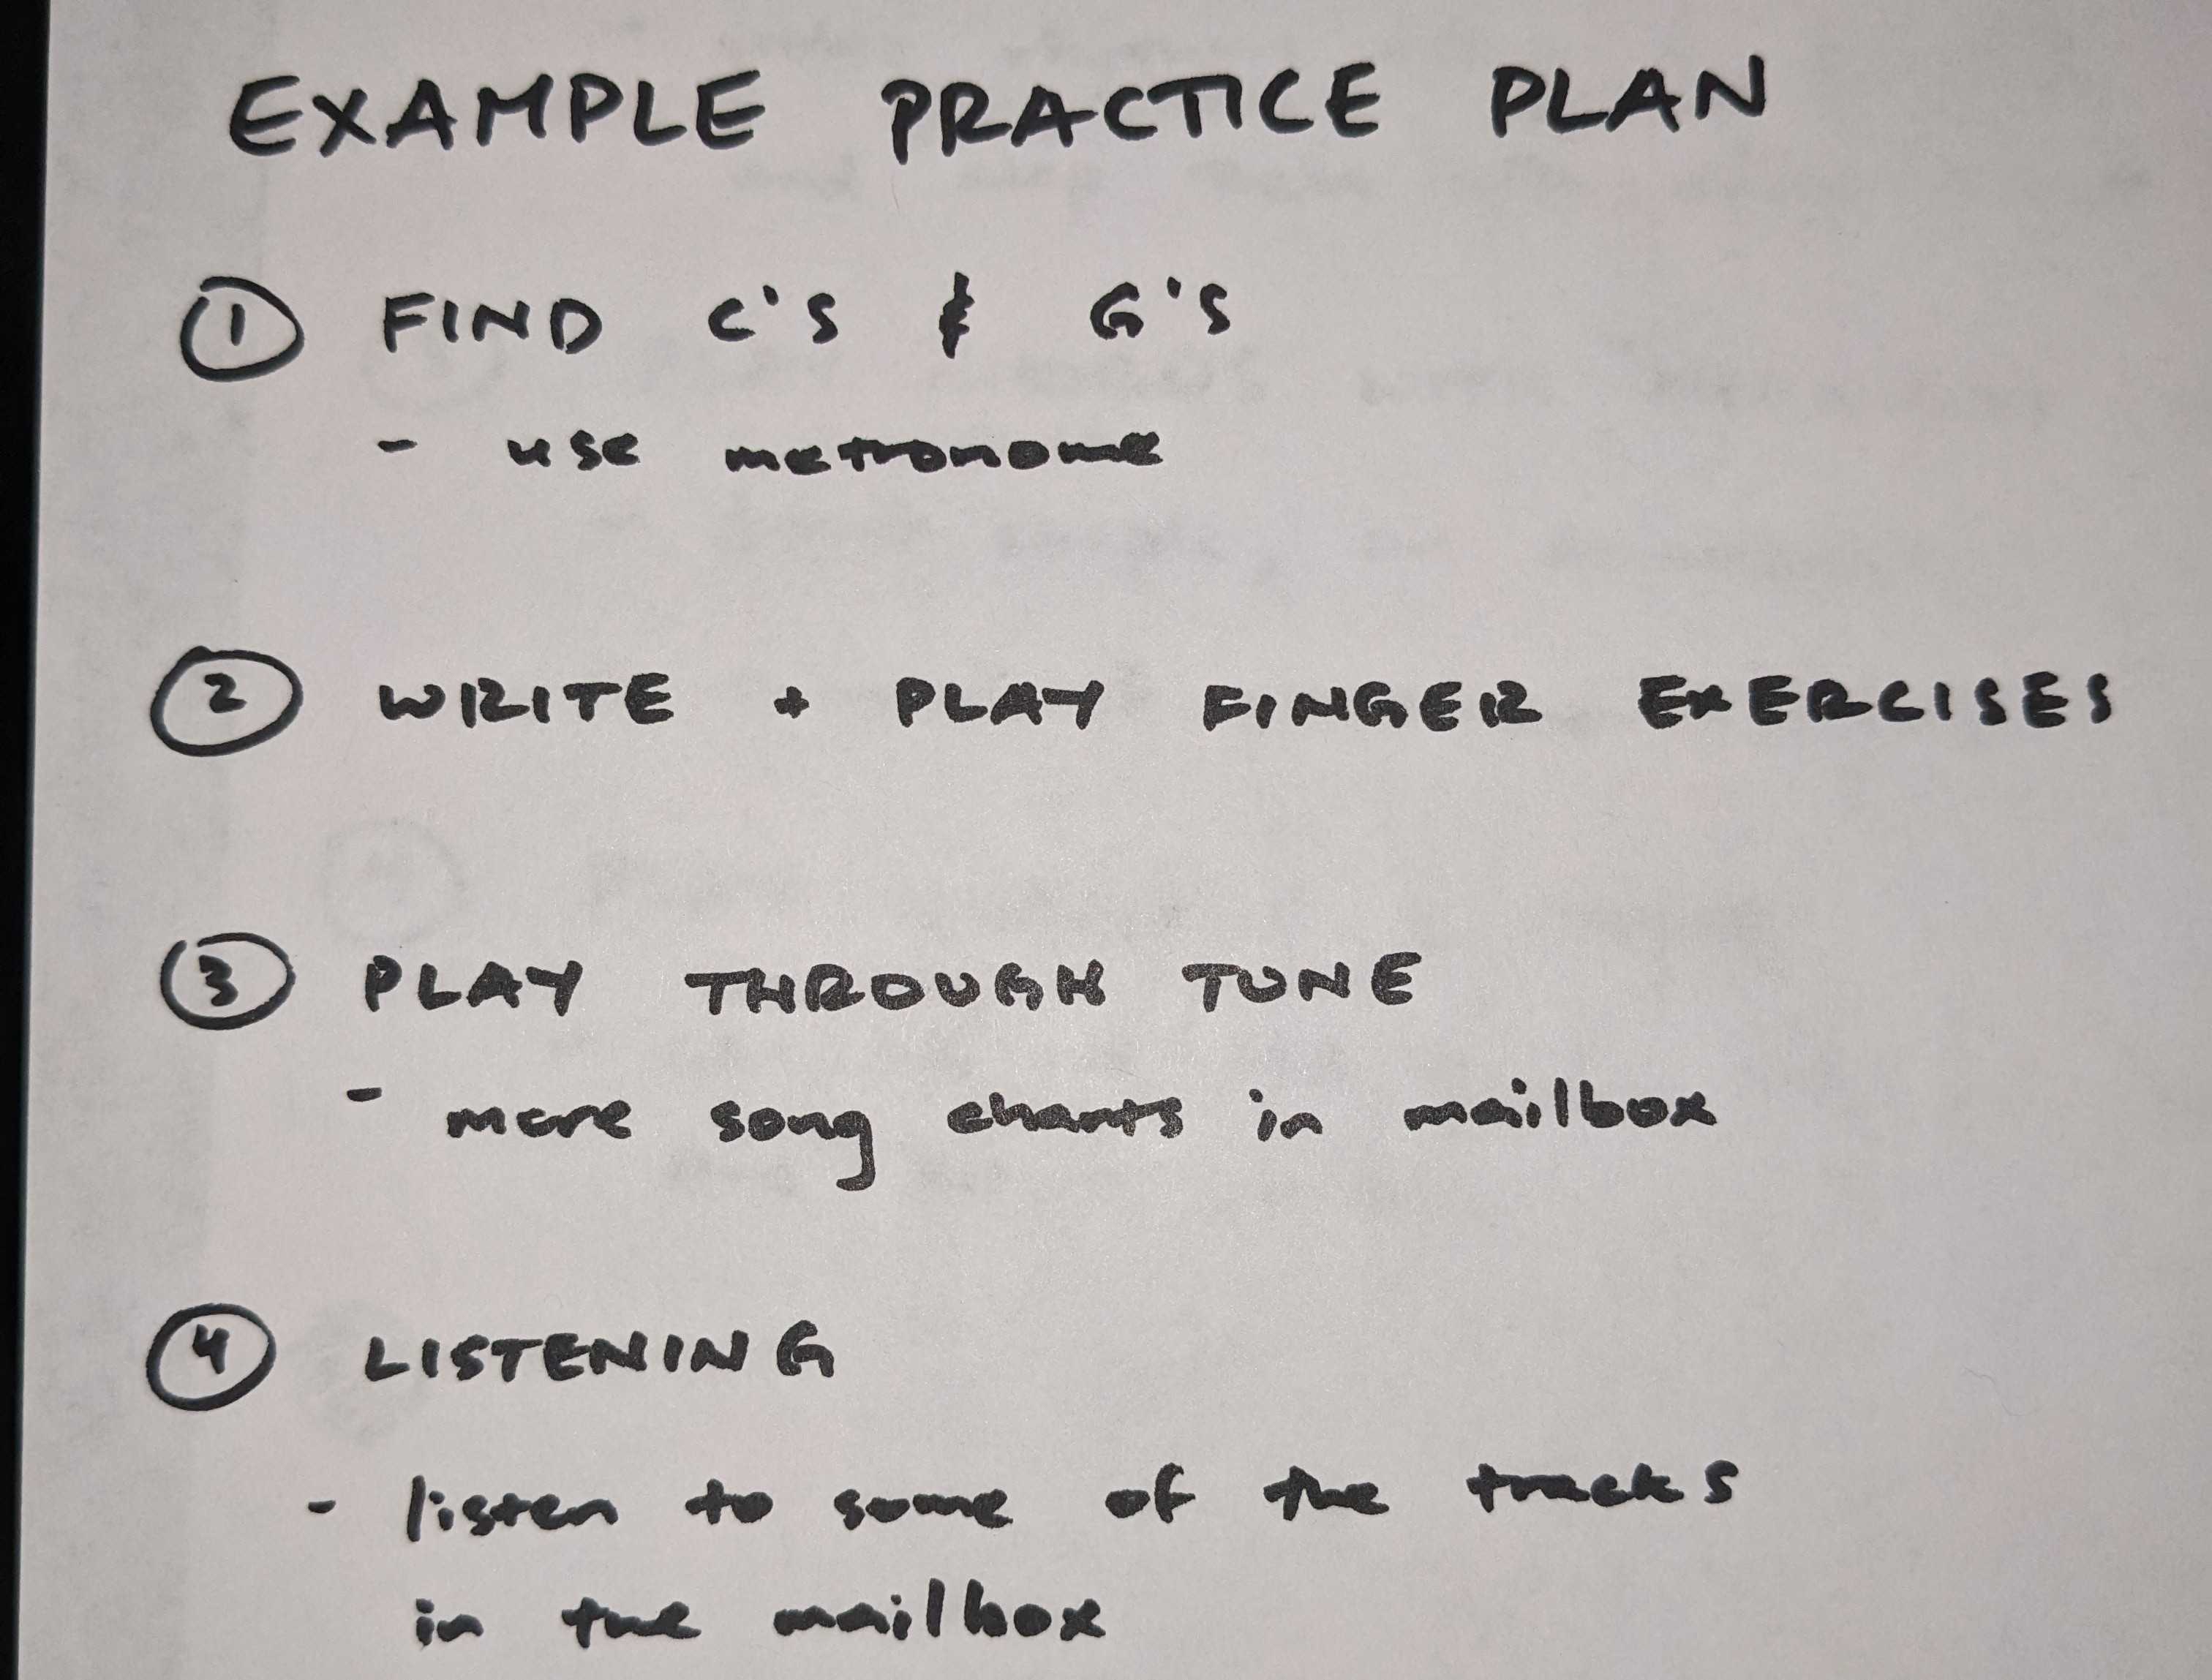 EXAMPLE PRACTICE PLAN
1 FIND C'S & G'S
- use metronome
2 WRITE + PLAY FINGER EXERCISES
3 PLAY THROUGH TUNE
- more song charts in mailbox
4 LISTENING
- listen to some of the tracks
in the mailbox